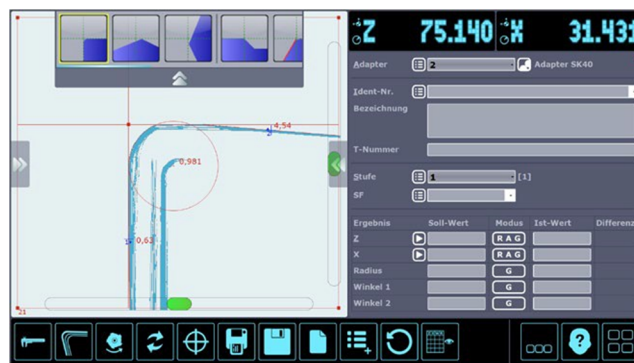 Z 75.140 X 31.431
Adapter 2 Adapter SK40
Ident-Nr.
Bezeichnung
T-Nummer
Stufe 1 [1]
SF
Ergebnis Soll-Wert Modus Ist-Wert Differenz
Z R A G
X R A G
Radius G
Winkel 1 G
Winkel 2 G
4,54
0,981
0,63
21
?